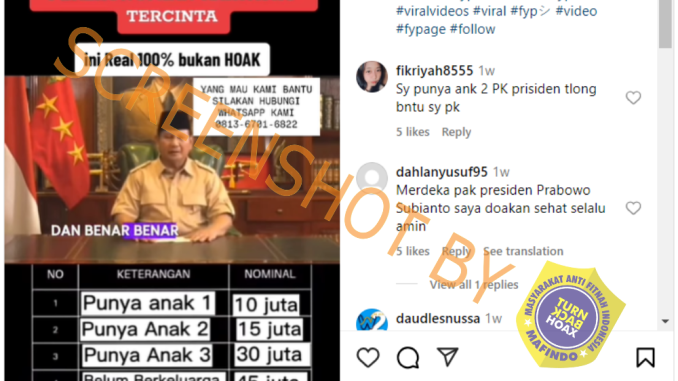 TERCINTA
ini Real 100% bukan HOAK
YANG MAU KAMI BANTU
SILAKAN HUBUNGI
WHATSAPP KAMI
0813-6701-6822
DAN BENAR BENAR
NO KETERANGAN NOMINAL
1 Punya anak 1 10 juta
2 Punya Anak 2 15 juta
3 Punya Anak 3 30 juta
Belum Berkeluarga 45 juta
#viralvideos #viral #fypシ #video
#fypage #follow
fikriyah8555 1w
Sy punya ank 2 PK prisiden tlong
bntu sy pk
5 likes Reply
dahlanyusuf95 1w
Merdeka pak presiden Prabowo
Subianto saya doakan sehat selalu
amin
5 likes Reply See translation
View all 1 replies
daudlesnussa 1w
SCREENSHOT BY
MASYARAKAT ANTI FITNAH INDONESIA
TURN
BACK
HOAX
MAFINDO